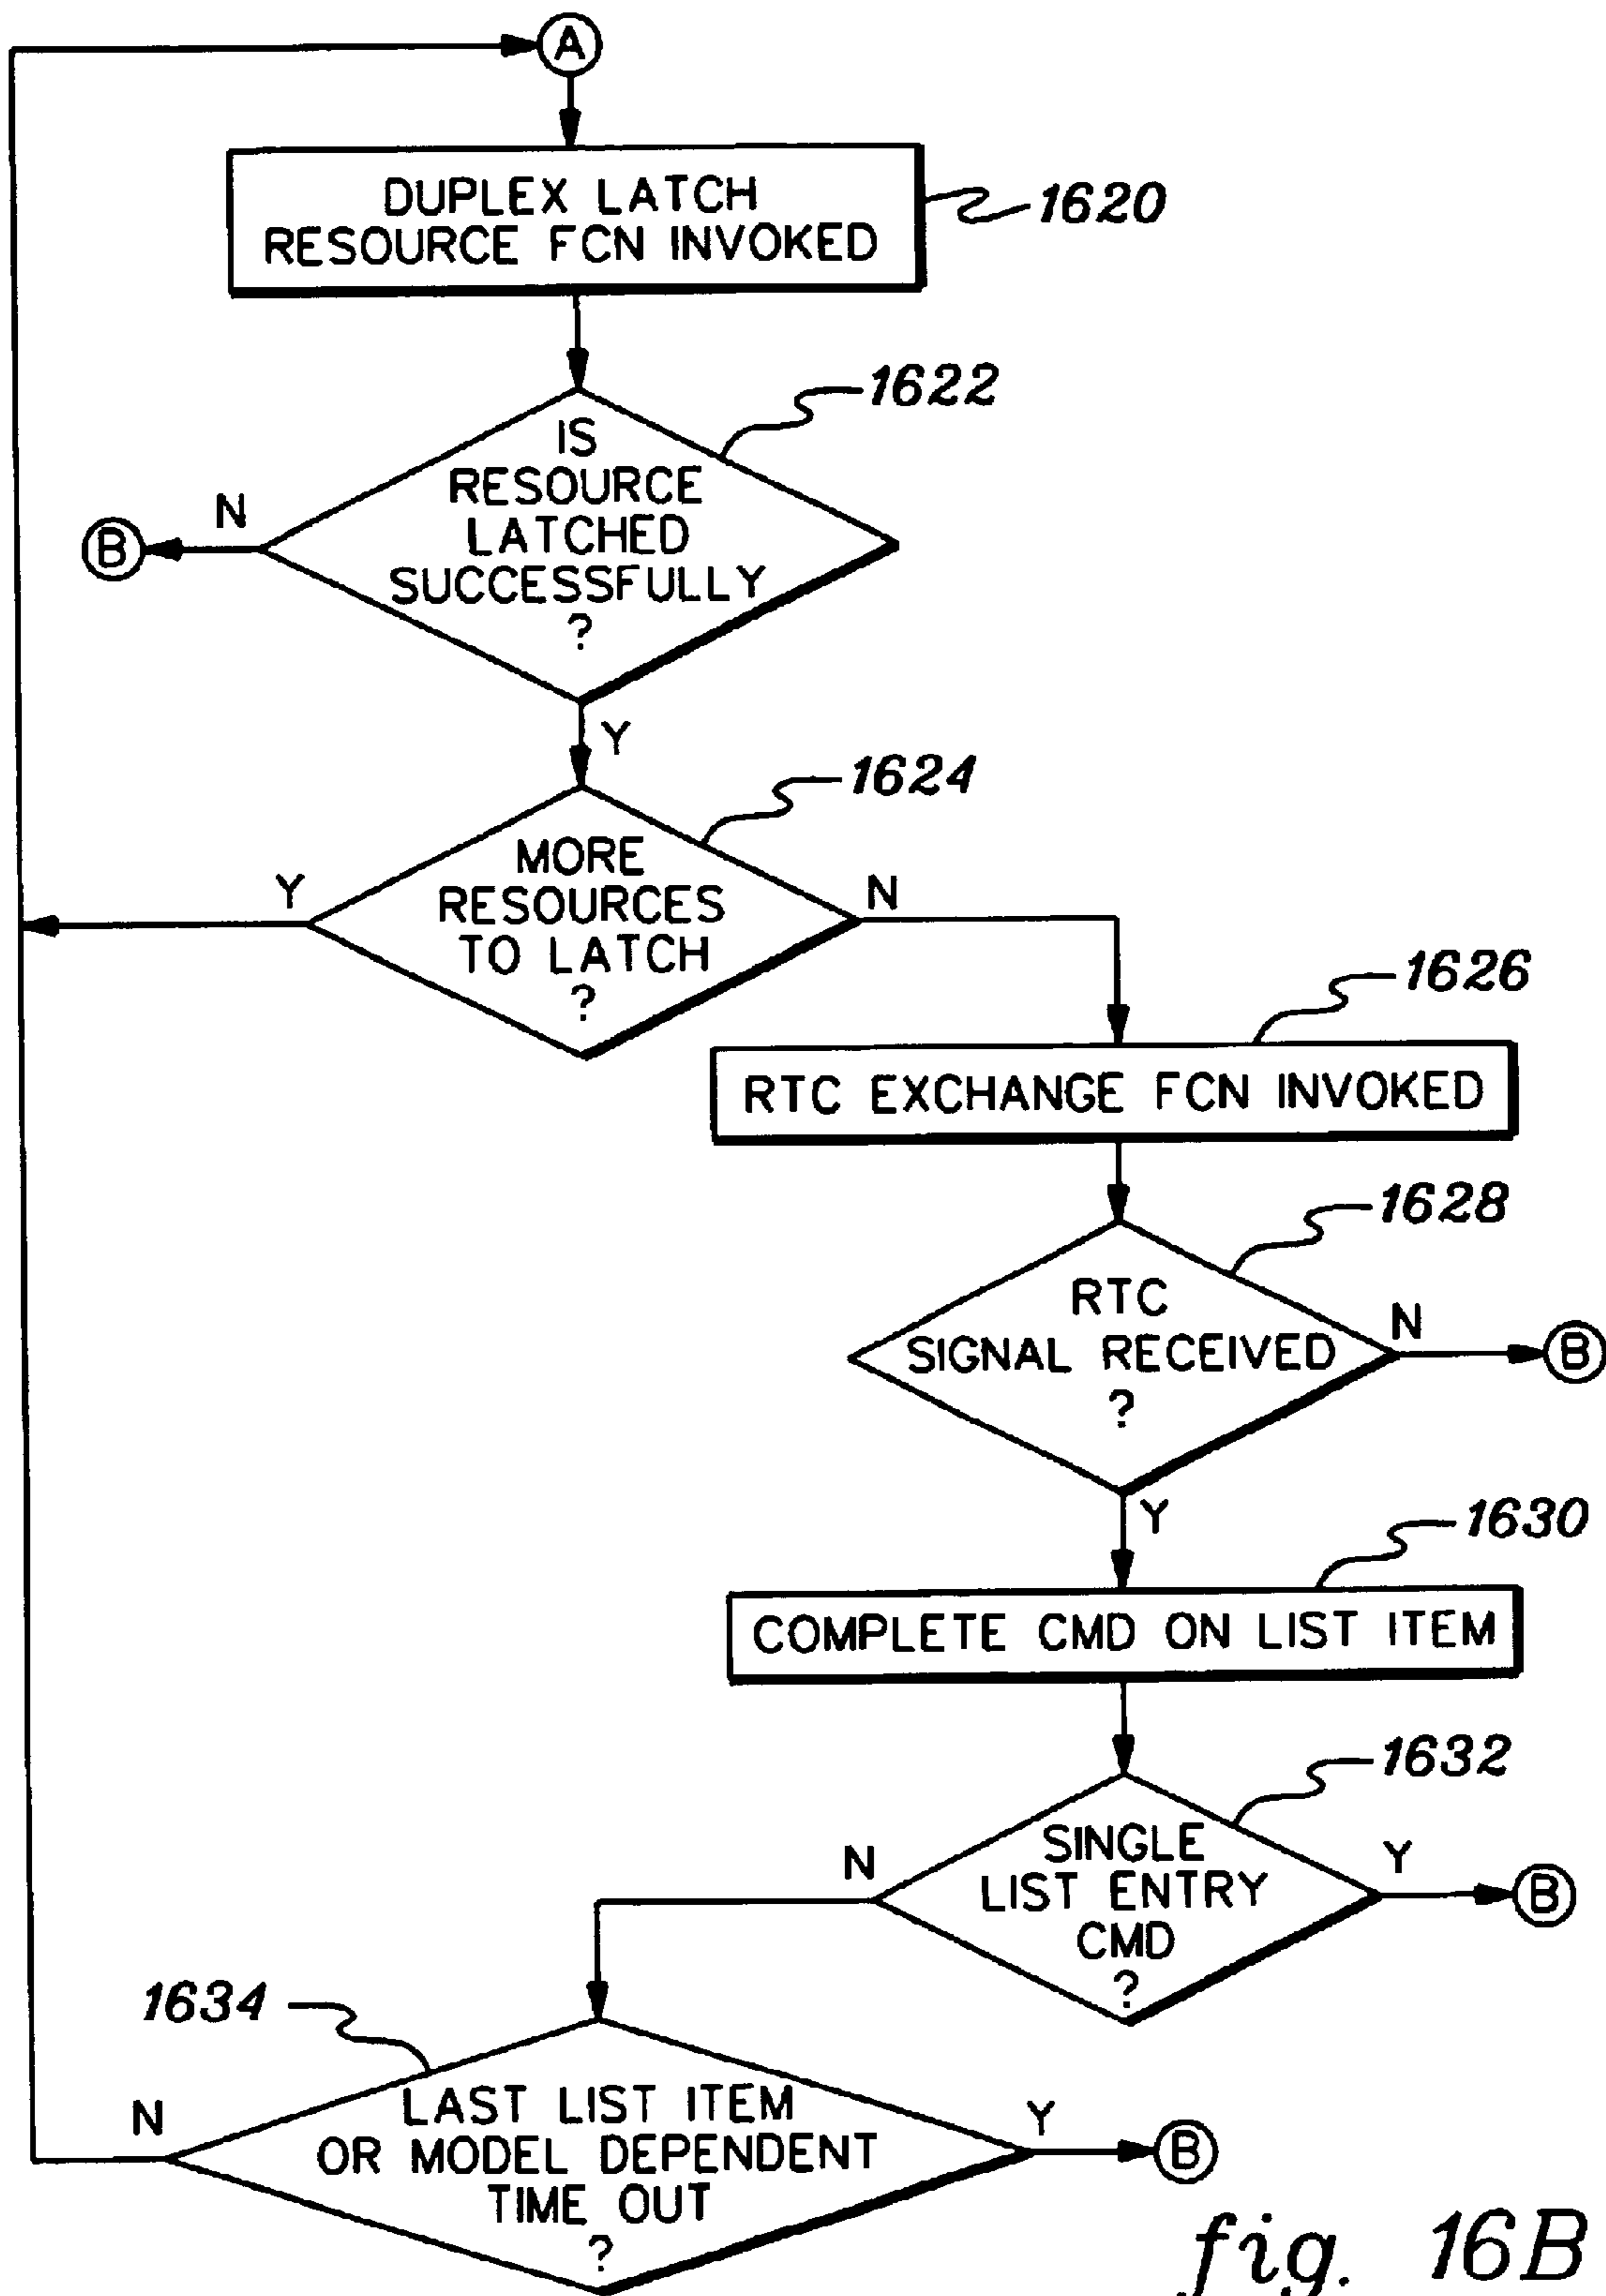 A
DUPLEX LATCH
RESOURCE FCN INVOKED
1620
1622
IS
RESOURCE
LATCHED
SUCCESSFULLY
?
N
B
Y
1624
MORE
RESOURCES
TO LATCH
?
Y
N
1626
RTC EXCHANGE FCN INVOKED
1628
RTC
SIGNAL RECEIVED
?
N
B
Y
1630
COMPLETE CMD ON LIST ITEM
1632
SINGLE
LIST ENTRY
CMD
?
N
Y
B
1634
LAST LIST ITEM
OR MODEL DEPENDENT
TIME OUT
?
N
Y
B
fig. 16B